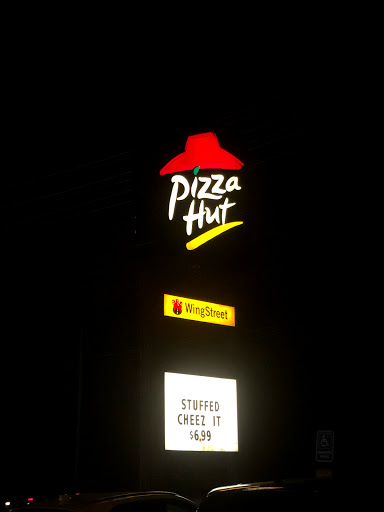 Pizza
Hut
WingStreet
STUFFED
CHEEZ IT
$6.99